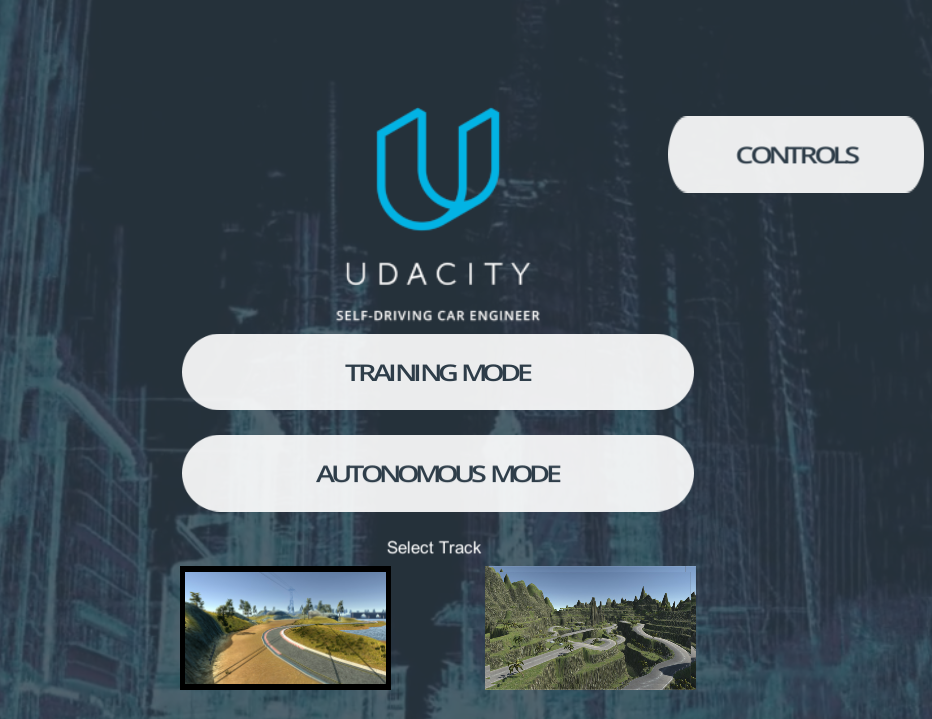 CONTROLS
UDACITY
SELF-DRIVING CAR ENGINEER
TRAINING MODE
AUTONOMOUS MODE
Select Track